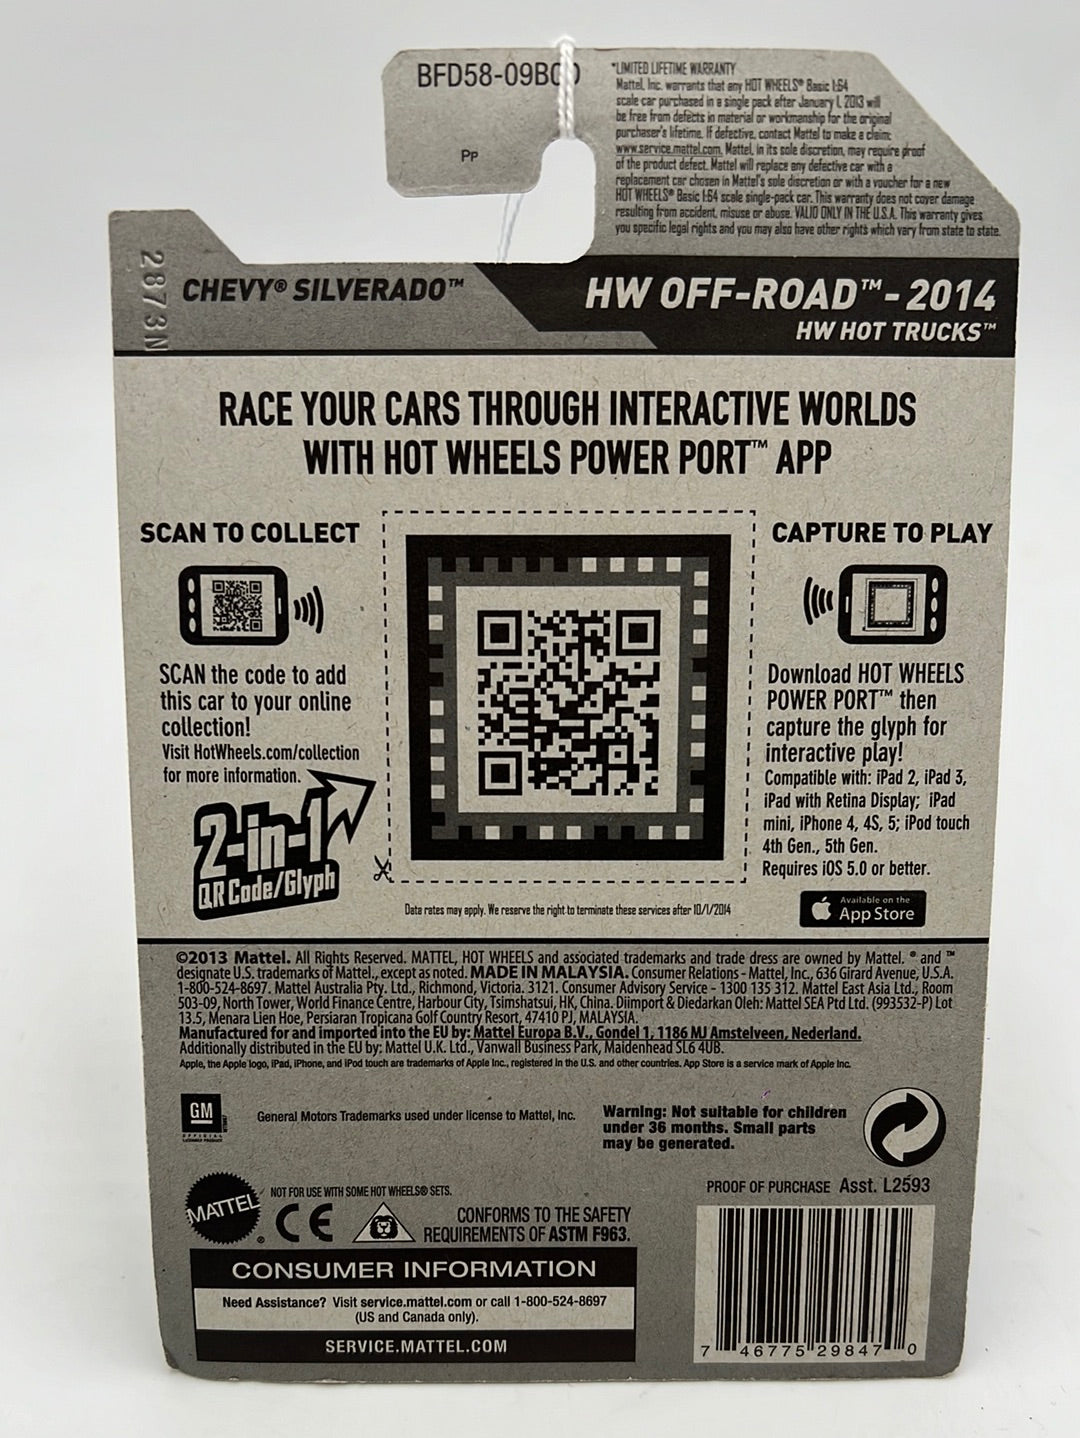 BFD58-09B0
Pp
*LIMITED LIFETIME WARRANTY
Mattel, Inc. warrants that any HOT WHEELS® Basic 1:64
scale car purchased in a single pack after January 1, 2013 will
be free from defects in material or workmanship for the original
purchaser's lifetime. If defective, contact Mattel to make a claim:
www.service.mattel.com. Mattel, in its sole discretion, may require proof
of the product defect. Mattel will replace any defective car with a
replacement car chosen in Mattel's sole discretion or with a voucher for a new
HOT WHEELS® Basic 1:64 scale single-pack car. This warranty does not cover damage
resulting from accident, misuse or abuse. VALID ONLY IN THE U.S.A. This warranty gives
you specific legal rights and you may also have other rights which vary from state to state.
2873N
CHEVY® SILVERADO™
HW OFF-ROAD™-2014
HW HOT TRUCKS™
RACE YOUR CARS THROUGH INTERACTIVE WORLDS
WITH HOT WHEELS POWER PORT™ APP
SCAN TO COLLECT
SCAN the code to add
this car to your online
collection!
Visit HotWheels.com/collection
for more information.
2-in-1
QR Code/Glyph
CAPTURE TO PLAY
Download HOT WHEELS
POWER PORT™ then
capture the glyph for
interactive play!
Compatible with: iPad 2, iPad 3,
iPad with Retina Display; iPad
mini, iPhone 4, 4S, 5; iPod touch
4th Gen., 5th Gen.
Requires iOS 5.0 or better.
Available on the
App Store
Data rates may apply. We reserve the right to terminate these services after 10/1/2014
©2013 Mattel. All Rights Reserved. MATTEL, HOT WHEELS and associated trademarks and trade dress are owned by Mattel. ® and ™
designate U.S. trademarks of Mattel., except as noted. MADE IN MALAYSIA. Consumer Relations - Mattel, Inc., 636 Girard Avenue, U.S.A.
1-800-524-8697. Mattel Australia Pty. Ltd., Richmond, Victoria. 3121. Consumer Advisory Service - 1300 135 312. Mattel East Asia Ltd., Room
503-09, North Tower, World Finance Centre, Harbour City, Tsimshatsui, HK, China. Diimport & Diedarkan Oleh: Mattel SEA Ptd Ltd. (993532-P) Lot
13.5, Menara Lien Hoe, Persiaran Tropicana Golf Country Resort, 47410 PJ, MALAYSIA.
Manufactured for and imported into the EU by: Mattel Europa B.V., Gondel 1, 1186 MJ Amstelveen, Nederland.
Additionally distributed in the EU by: Mattel U.K. Ltd., Vanwall Business Park, Maidenhead SL6 4UB.
Apple, the Apple logo, iPad, iPhone, and iPod touch are trademarks of Apple Inc., registered in the U.S. and other countries. App Store is a service mark of Apple Inc.
GM
OFFICIAL
LICENSED PRODUCT
General Motors Trademarks used under license to Mattel, Inc.
Warning: Not suitable for children
under 36 months. Small parts
may be generated.
MATTEL®
NOT FOR USE WITH SOME HOT WHEELS® SETS.
CE
CONFORMS TO THE SAFETY
REQUIREMENTS OF ASTM F963.
PROOF OF PURCHASE Asst. L2593
CONSUMER INFORMATION
Need Assistance? Visit service.mattel.com or call 1-800-524-8697
(US and Canada only).
SERVICE.MATTEL.COM
7 46775 29847 0